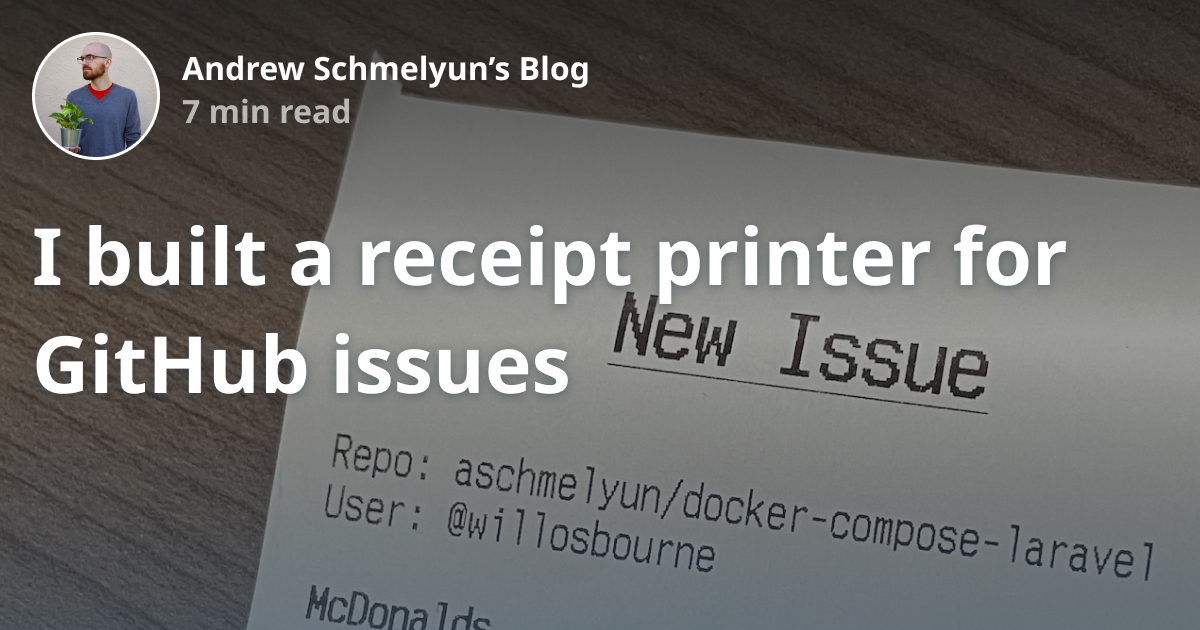 Andrew Schmelyun’s Blog
7 min read
I built a receipt printer for
GitHub issues
New Issue
Repo: aschmelyun/docker-compose-laravel
User: @willosbourne
McDonalds